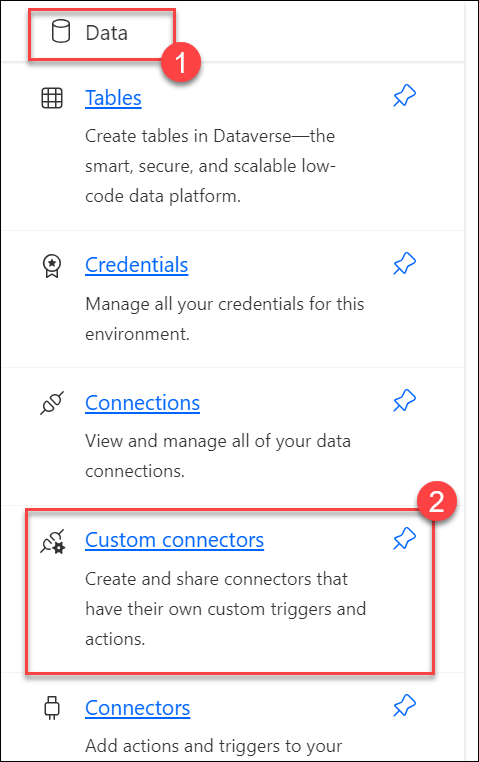 Data
1
Tables
Create tables in Dataverse—the
smart, secure, and scalable low-
code data platform.
Credentials
Manage all your credentials for this
environment.
Connections
View and manage all of your data
connections.
2
Custom connectors
Create and share connectors that
have their own custom triggers and
actions.
Connectors
Add actions and triggers to your